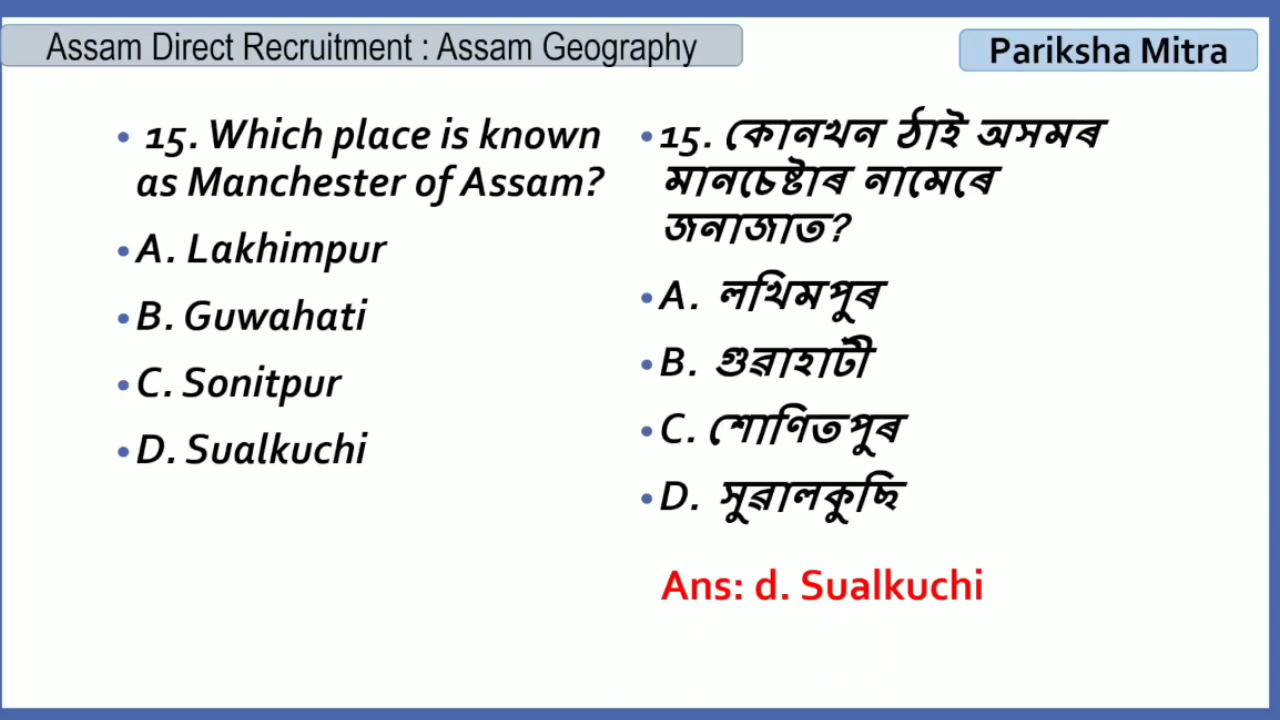 Assam Direct Recruitment : Assam Geography
Pariksha Mitra
• 15. Which place is known
as Manchester of Assam?
• A. Lakhimpur
• B. Guwahati
• C. Sonitpur
• D. Sualkuchi
• 15. কোনখন ঠাই অসমৰ
মানচেষ্টাৰ নামেৰে
জনাজাত?
• A. লখিমপুৰ
• B. গুৱাহাটী
• C. শোণিতপুৰ
• D. সুৱালকুছি
Ans: d. Sualkuchi